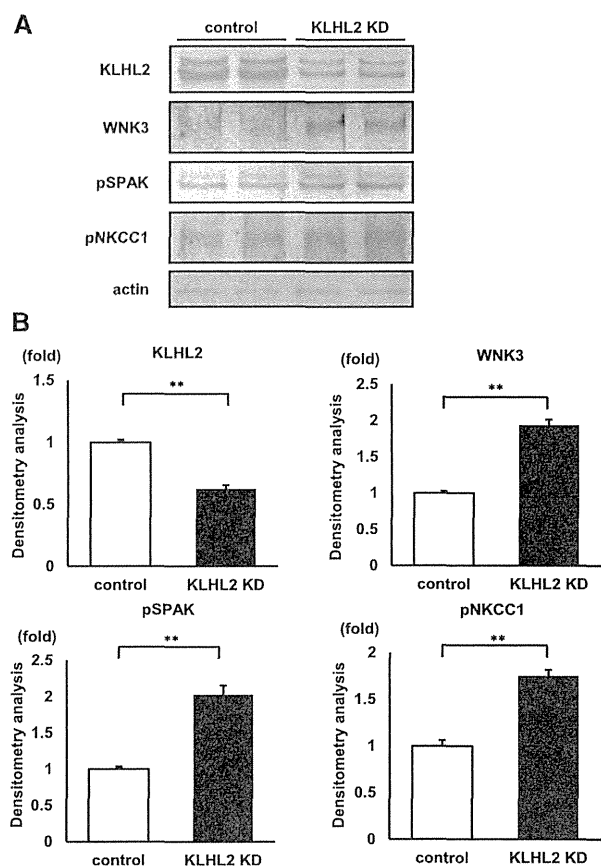 A
control KLHL2 KD
KLHL2
WNK3
pSPAK
pNKCC1
actin
B
(fold) KLHL2
Densitometry analysis
1.5
1
0.5
0
**
control KLHL2 KD
(fold) WNK3
Densitometry analysis
2.5
2
1.5
1
0.5
0
**
control KLHL2 KD
(fold) pSPAK
Densitometry analysis
2.5
2
1.5
1
0.5
0
**
control KLHL2 KD
(fold) pNKCC1
Densitometry analysis
2
1.5
1
0.5
0
**
control KLHL2 KD